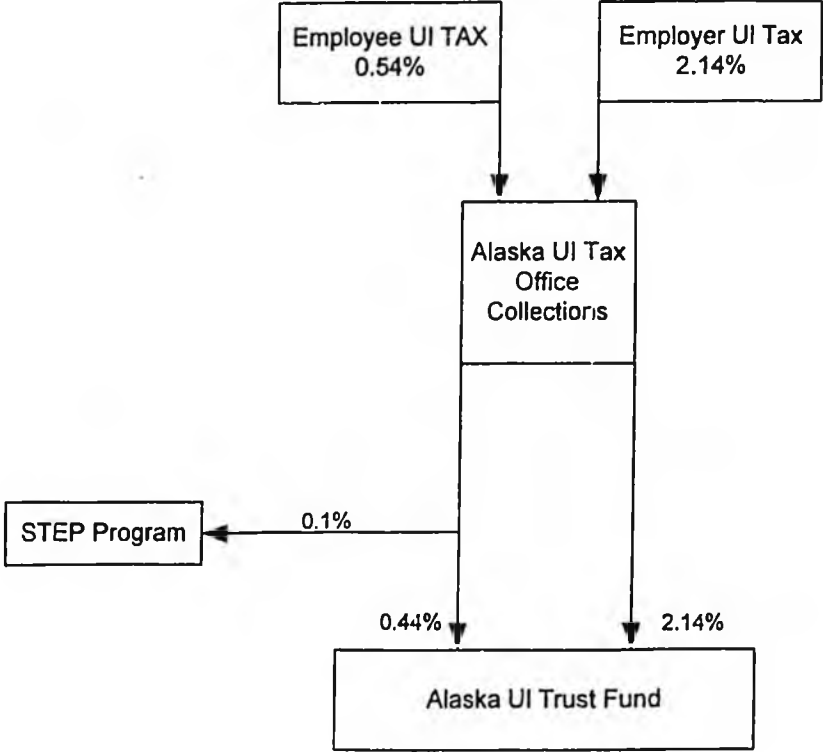 Employee UI TAX
0.54%
Employer UI Tax
2.14%
Alaska UI Tax
Office
Collections
STEP Program
0.1%
0.44%
2.14%
Alaska UI Trust Fund